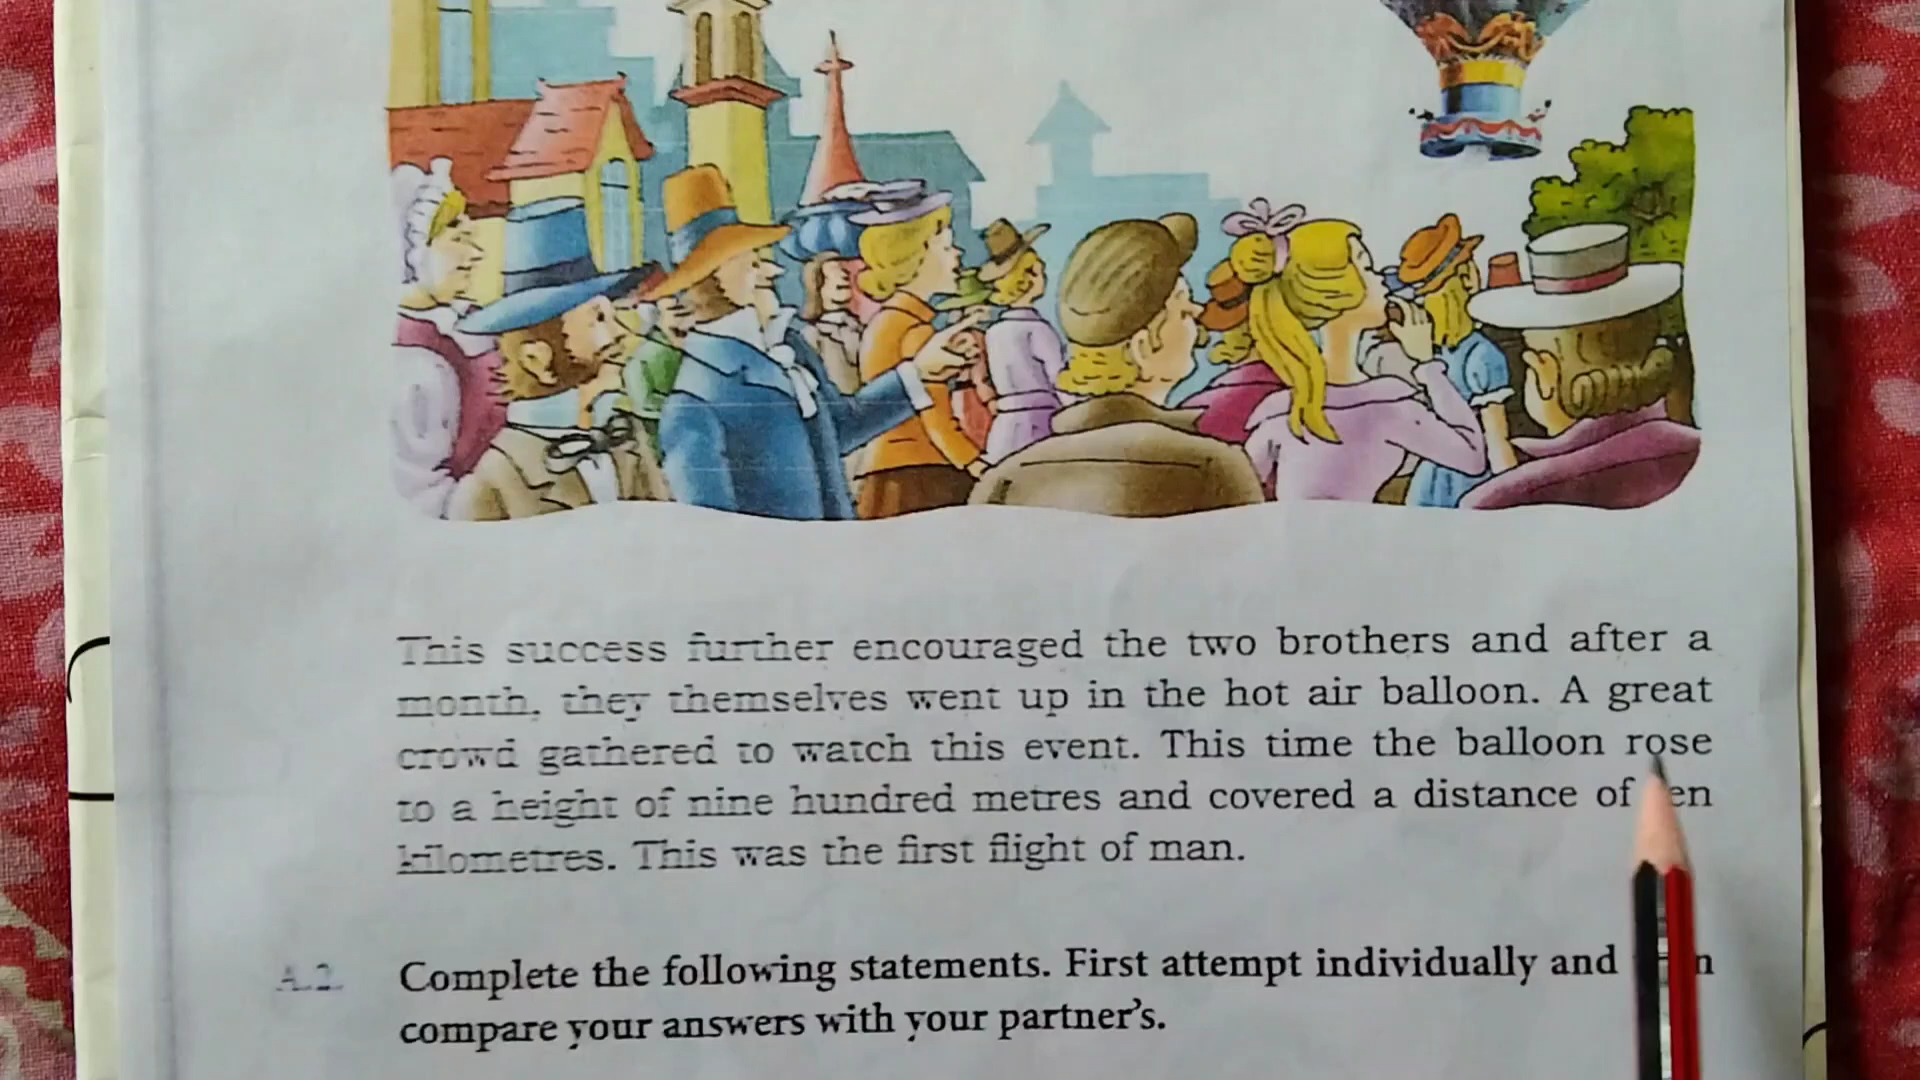 This success further encouraged the two brothers and after a
month, they themselves went up in the hot air balloon. A great
crowd gathered to watch this event. This time the balloon rose
to a height of nine hundred metres and covered a distance of en
kilometres. This was the first flight of man.
A.2. Complete the following statements. First attempt individually and n
compare your answers with your partner's.